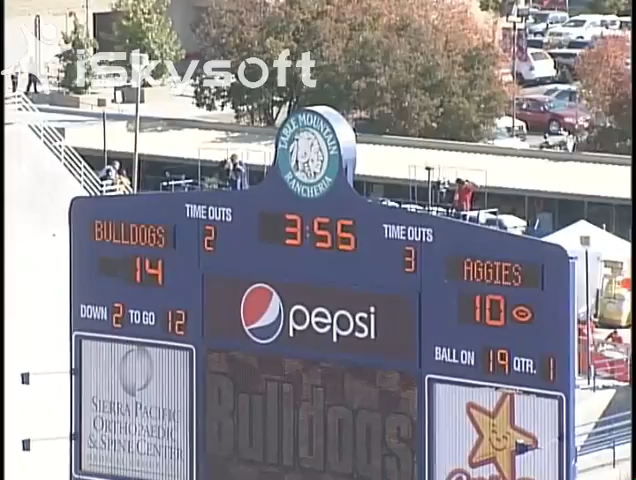 iSkysoft
TABLE MOUNTAIN
RANCHERIA
TIME OUTS
BULLDOGS 2 3:55 TIME OUTS
3 AGGIES
14 10
DOWN 2 TO GO 12 pepsi
BALL ON 19 QTR. 1
SIERRA PACIFIC
ORTHOPAEDIC
& SPINE CENTER
Bulldogs